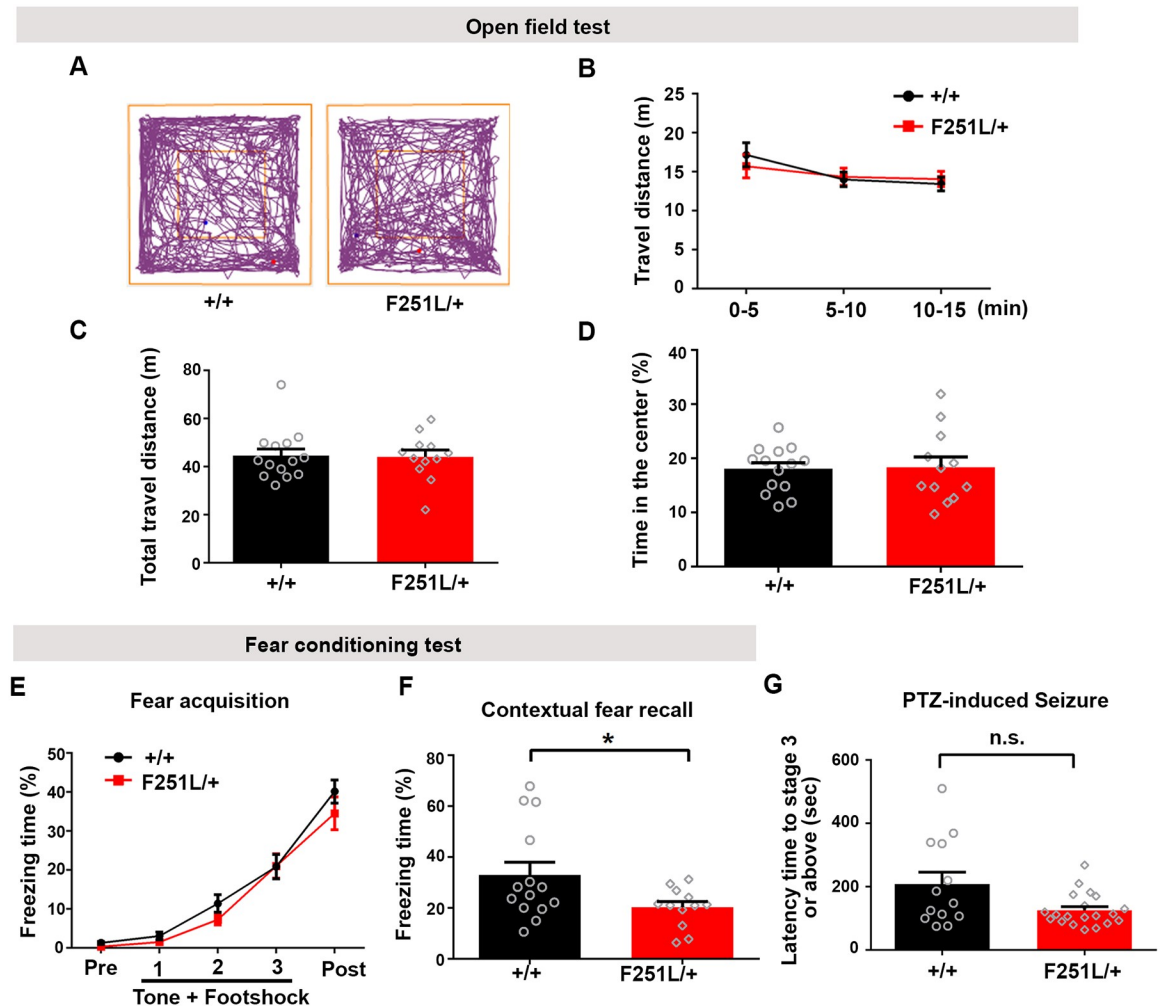 Open field test
A
+/+
F251L/+
B
Travel distance (m)
25
20
15
10
5
0
+/+
F251L/+
0-5 5-10 10-15 (min)
C
Total travel distance (m)
80
60
40
20
0
+/+ F251L/+
D
Time in the center (%)
40
30
20
10
0
+/+ F251L/+
Fear conditioning test
E
Fear acquisition
Freezing time (%)
50
40
30
20
10
0
+/+
F251L/+
Pre 1 2 3 Post
Tone + Footshock
F
Contextual fear recall
Freezing time (%)
80
60
40
20
0
*
+/+ F251L/+
G
PTZ-induced Seizure
Latency time to stage 3
or above (sec)
600
400
200
0
n.s.
+/+ F251L/+